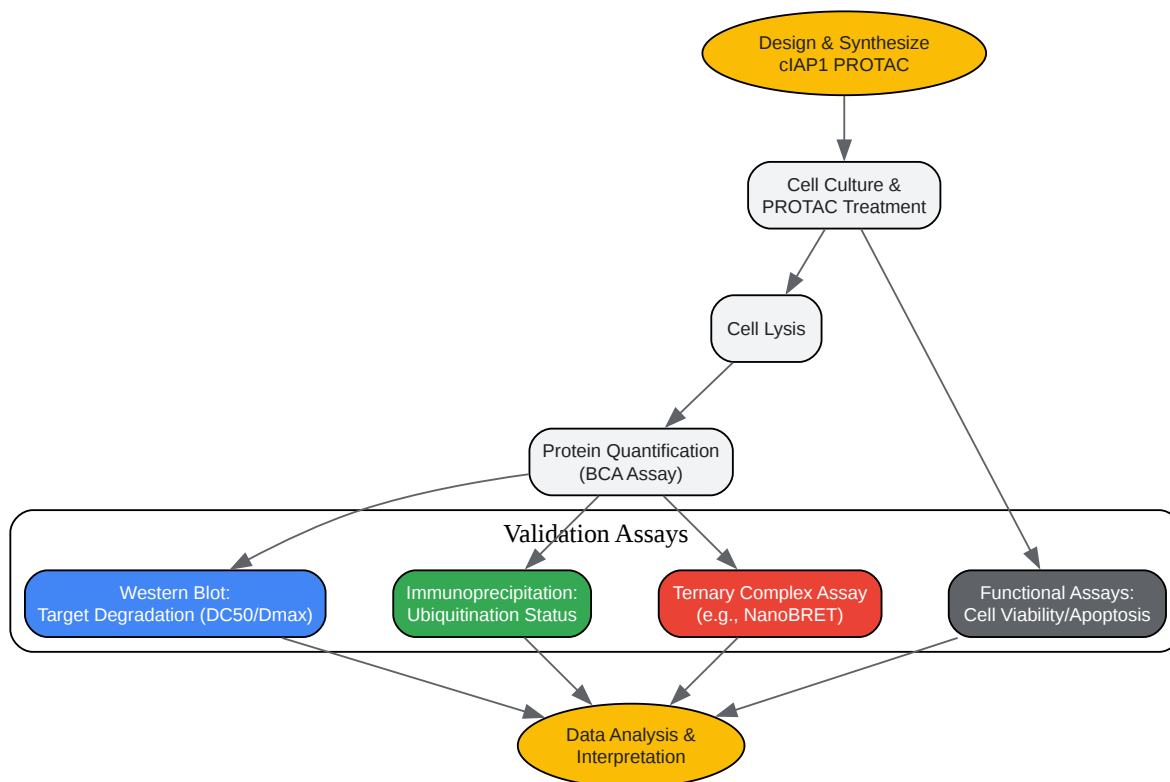 Design & Synthesize
cIAP1 PROTAC
Cell Culture &
PROTAC Treatment
Cell Lysis
Protein Quantification
(BCA Assay)
Validation Assays
Western Blot:
Target Degradation (DC50/Dmax)
Immunoprecipitation:
Ubiquitination Status
Ternary Complex Assay
(e.g., NanoBRET)
Functional Assays:
Cell Viability/Apoptosis
Data Analysis &
Interpretation